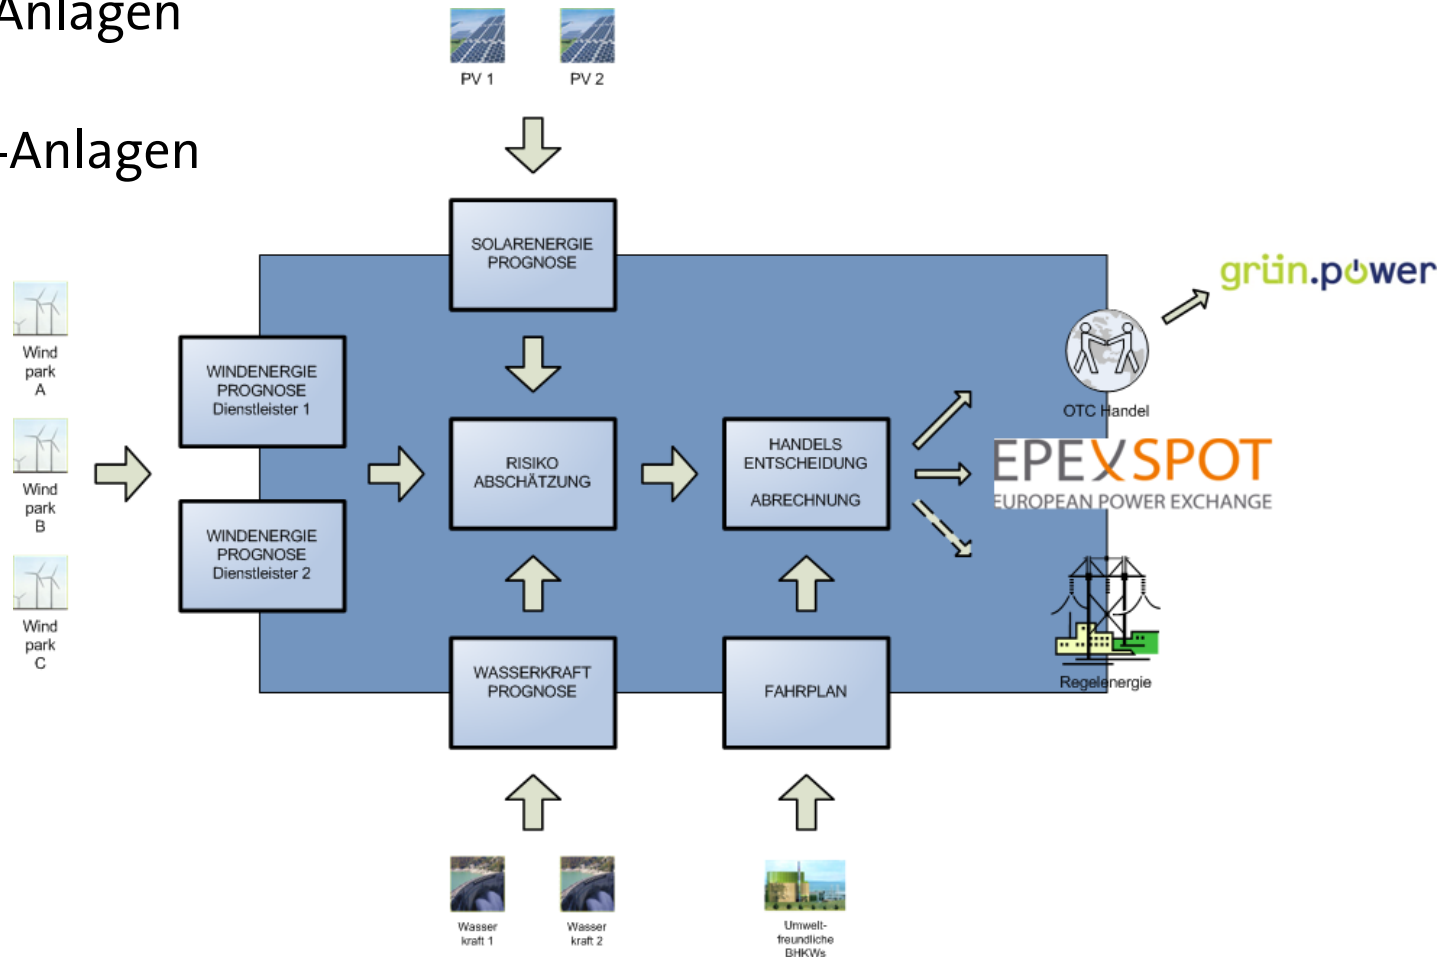 Anlagen
-Anlagen
PV 1
PV 2
SOLARENERGIE
PROGNOSE
Wind
park
A
Wind
park
B
Wind
park
C
WINDENERGIE
PROGNOSE
Dienstleister 1
WINDENERGIE
PROGNOSE
Dienstleister 2
RISIKO
ABSCHÄTZUNG
HANDELS
ENTSCHEIDUNG
ABRECHNUNG
WASSERKRAFT
PROGNOSE
FAHRPLAN
grün.power
OTC Handel
EPEXSPOT
EUROPEAN POWER EXCHANGE
Regelenergie
Wasser
kraft 1
Wasser
kraft 2
Umwelt-
freundliche
BHKWs